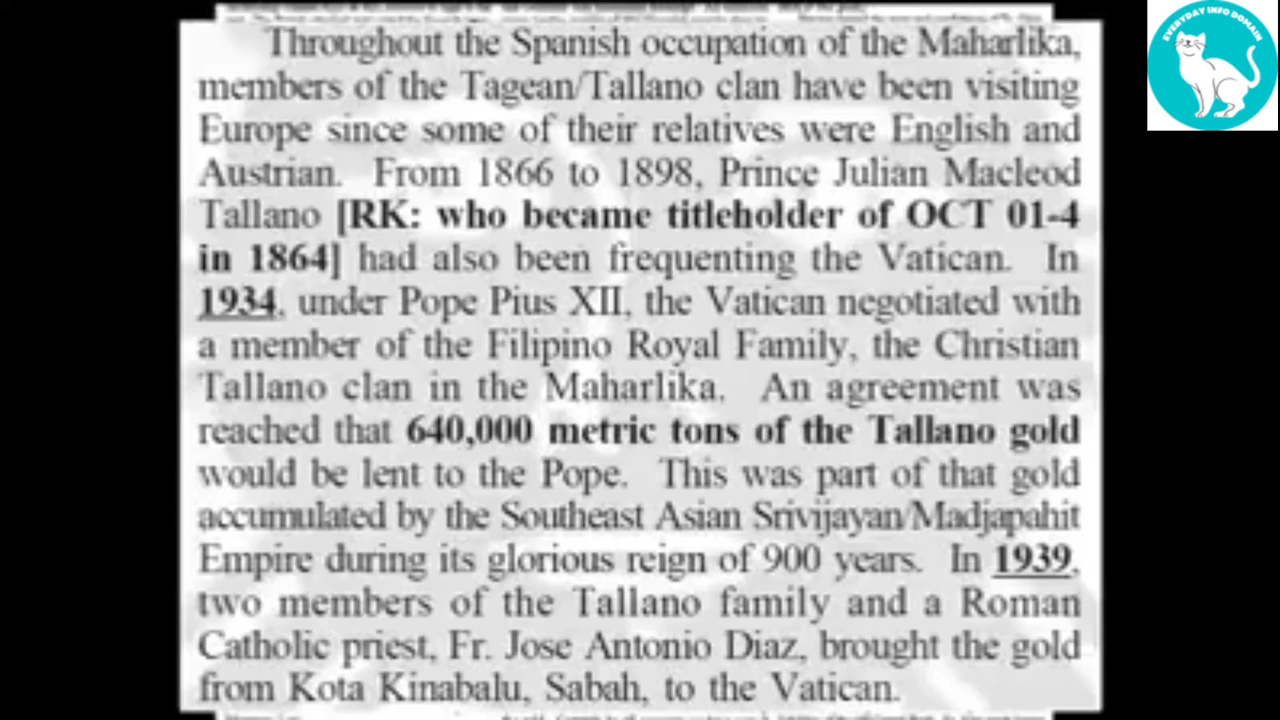 EVERYDAY INFO DOMAIN
Throughout the Spanish occupation of the Maharlika,
members of the Tagean/Tallano clan have been visiting
Europe since some of their relatives were English and
Austrian. From 1866 to 1898, Prince Julian Macleod
Tallano [RK: who became titleholder of OCT 01-4
in 1864] had also been frequenting the Vatican. In
1934, under Pope Pius XII, the Vatican negotiated with
a member of the Filipino Royal Family, the Christian
Tallano clan in the Maharlika. An agreement was
reached that 640,000 metric tons of the Tallano gold
would be lent to the Pope. This was part of that gold
accumulated by the Southeast Asian Srivijayan/Madjapahit
Empire during its glorious reign of 900 years. In 1939,
two members of the Tallano family and a Roman
Catholic priest, Fr. Jose Antonio Diaz, brought the gold
from Kota Kinabalu, Sabah, to the Vatican.